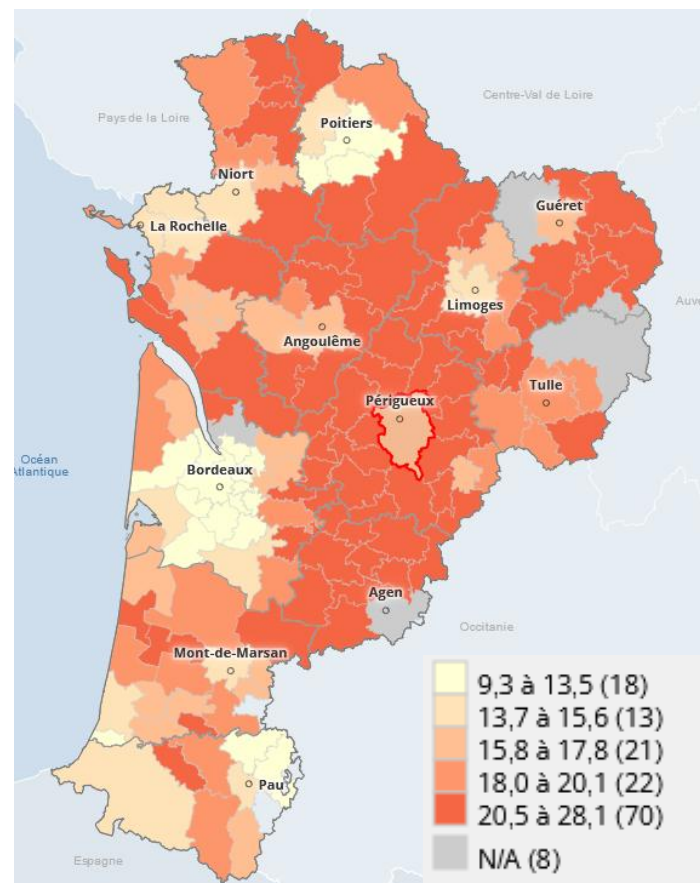 Centre-Val de Loire
Pays de la Loire
Poitiers
Niort
Guéret
La Rochelle
Limoges
Auve
Angoulême
Tulle
Périgueux
Océan
Atlantique
Bordeaux
Agen
Occitanie
Mont-de-Marsan
Pau
Espagne
9,3 à 13,5 (18)
13,7 à 15,6 (13)
15,8 à 17,8 (21)
18,0 à 20,1 (22)
20,5 à 28,1 (70)
N/A (8)